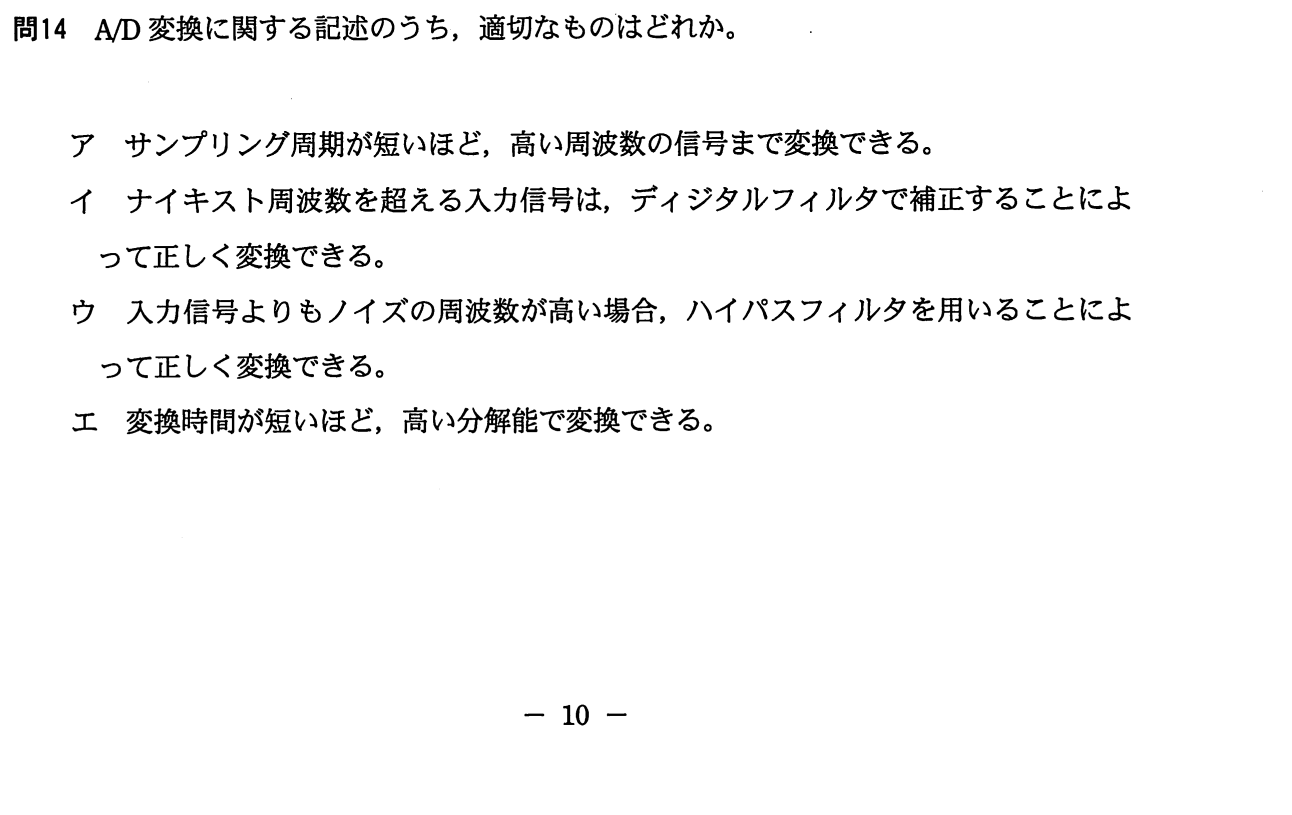 問14 A/D 変換に関する記述のうち，適切なものはどれか。
ア サンプリング周期が短いほど，高い周波数の信号まで変換できる。
イ ナイキスト周波数を超える入力信号は，ディジタルフィルタで補正することによ
って正しく変換できる。
ウ 入力信号よりもノイズの周波数が高い場合，ハイパスフィルタを用いることによ
って正しく変換できる。
エ 変換時間が短いほど，高い分解能で変換できる。
－ 10 －